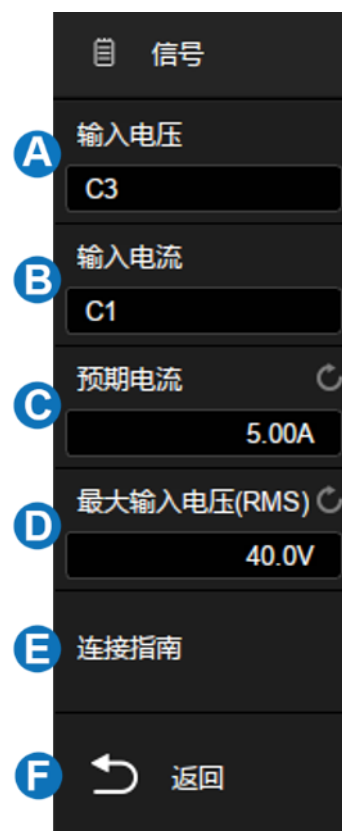 信号
A
输入电压
C3
B
输入电流
C1
C
预期电流
5.00A
D
最大输入电压(RMS)
40.0V
E
连接指南
F
返回